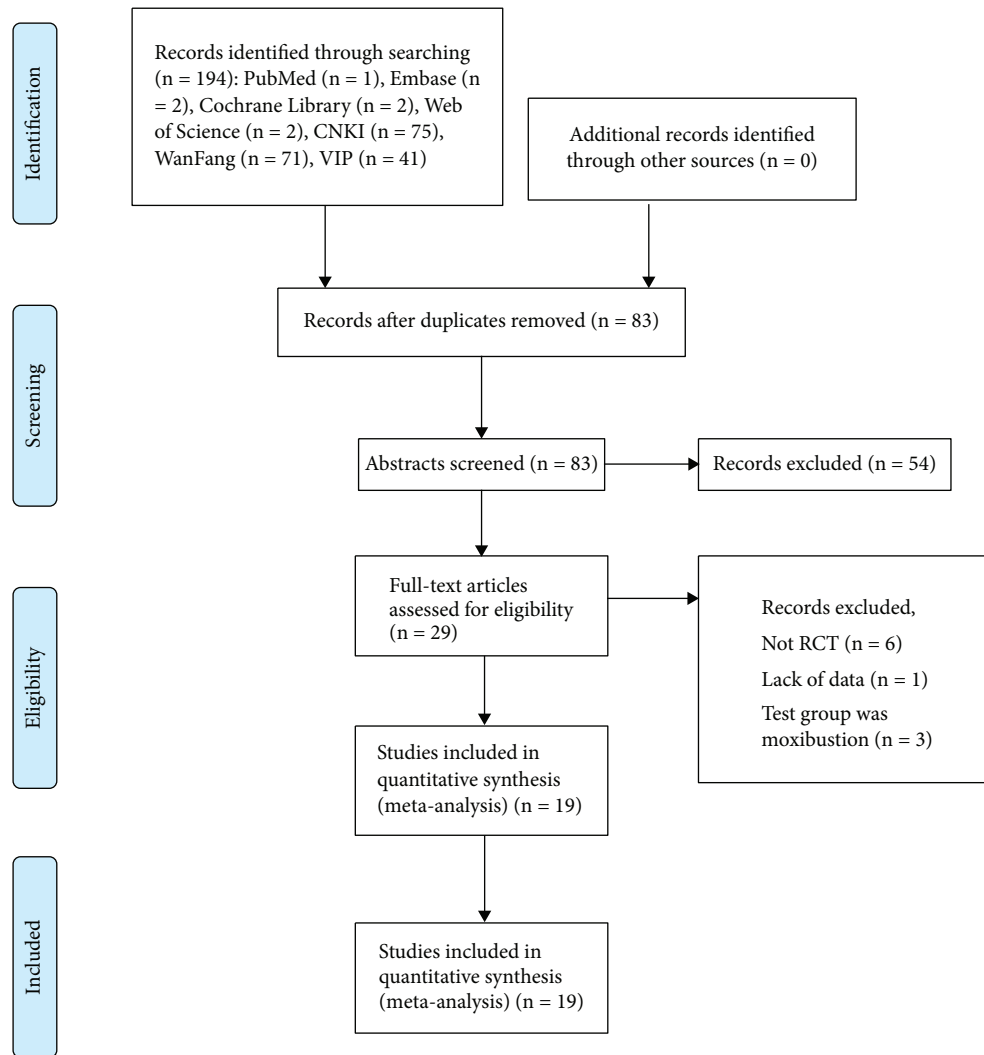 Identification
Records identified through searching
(n = 194): PubMed (n = 1), Embase (n
= 2), Cochrane Library (n = 2), Web
of Science (n = 2), CNKI (n = 75),
WanFang (n = 71), VIP (n = 41)
Additional records identified
through other sources (n = 0)
Screening
Records after duplicates removed (n = 83)
Abstracts screened (n = 83)
Records excluded (n = 54)
Eligibility
Full-text articles
assessed for eligibility
(n = 29)
Records excluded,
Not RCT (n = 6)
Lack of data (n = 1)
Test group was
moxibustion (n = 3)
Studies included in
quantitative synthesis
(meta-analysis) (n = 19)
Included
Studies included in
quantitative synthesis
(meta-analysis) (n = 19)